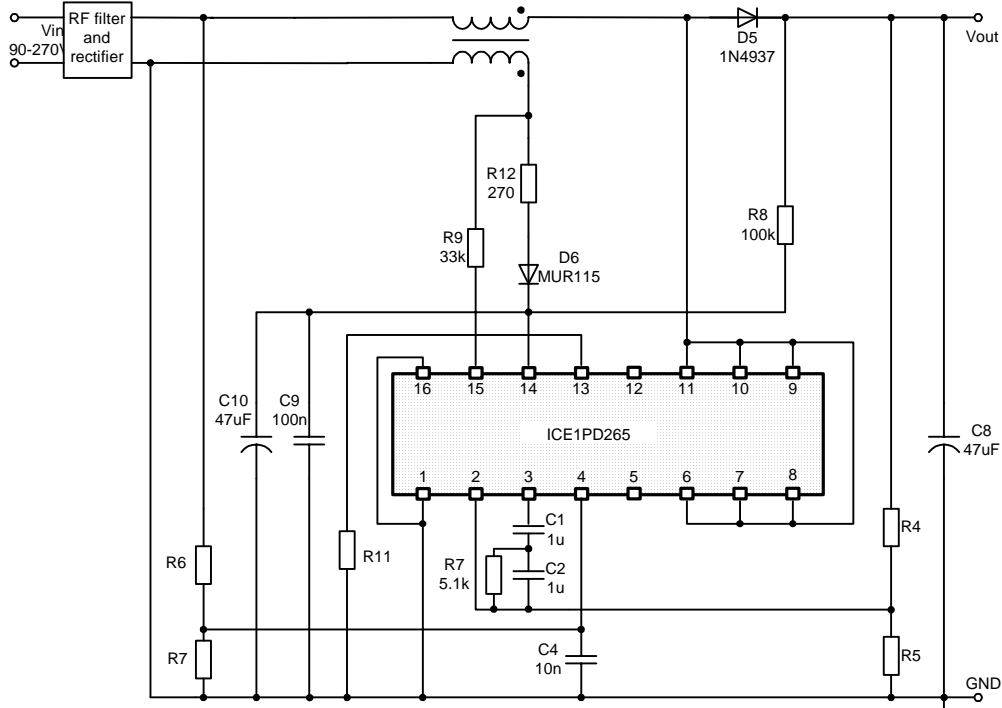 RF filter
and
rectifier
Vin
90-270V
D5
1N4937
Vout
R12
270
R9
33k
D6
MUR115
R8
100k
16
15
14
13
12
11
10
9
C10
47uF
C9
100n
ICE1PD265
C8
47uF
1
2
3
4
5
6
7
8
C1
1u
R4
R6
R11
R7
5.1k
C2
1u
R7
C4
10n
R5
GND